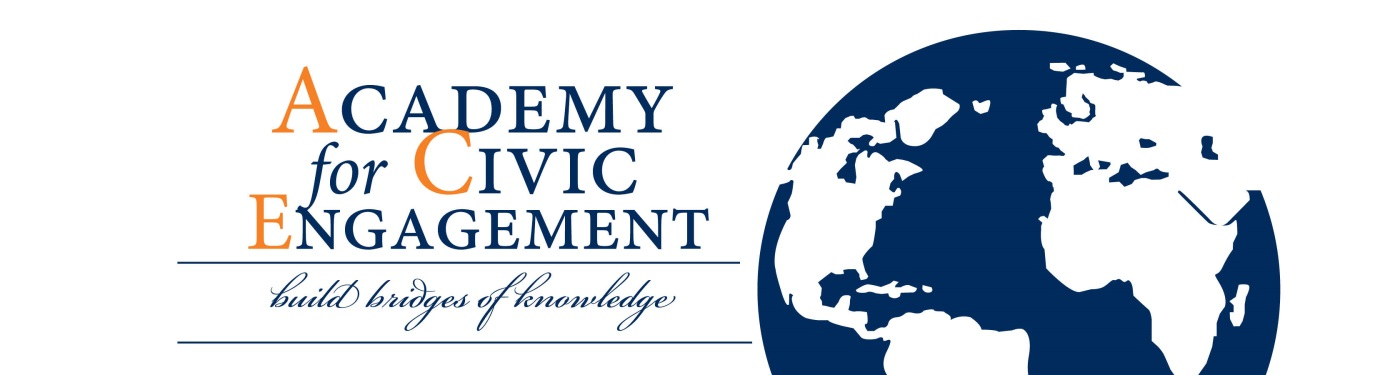 ACADEMY
for CIVIC
ENGAGEMENT
build bridges of knowledge